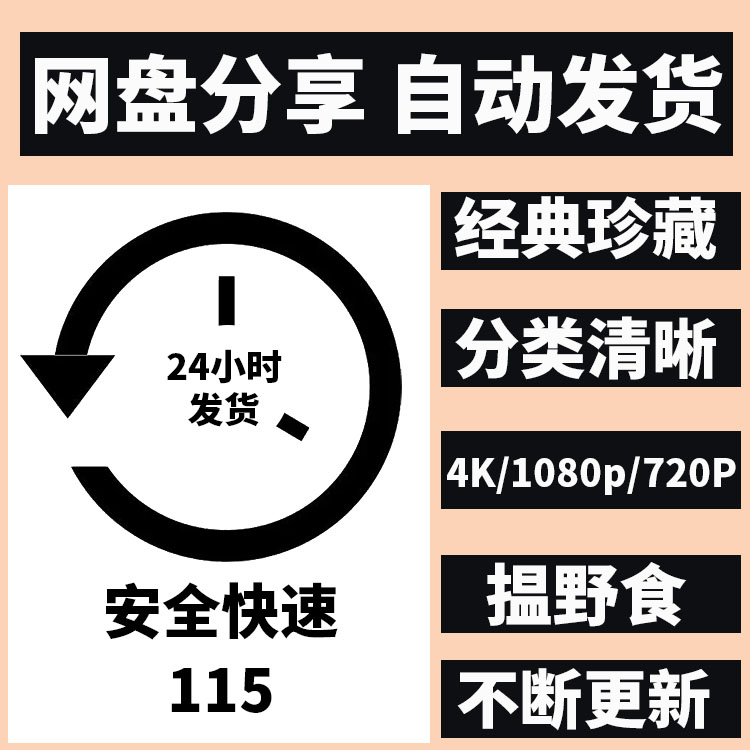 网盘分享 自动发货
24小时
发货
安全快速
115
经典珍藏
分类清晰
4K/1080p/720P
揾野食
不断更新